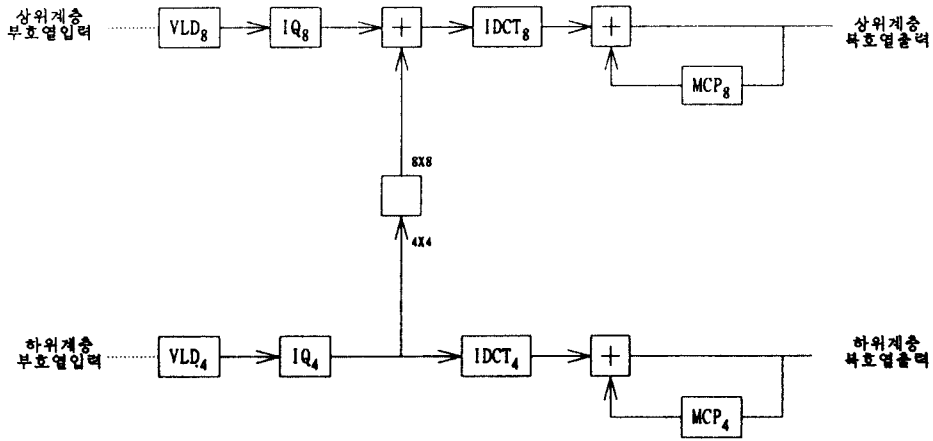 상위계층
부호열입력
VLD8
IQ8
+
IDCT8
+
상위계층
복호열출력
MCP8
8X8
4X4
하위계층
부호열입력
VLD4
IQ4
IDCT4
+
하위계층
복호열출력
MCP4